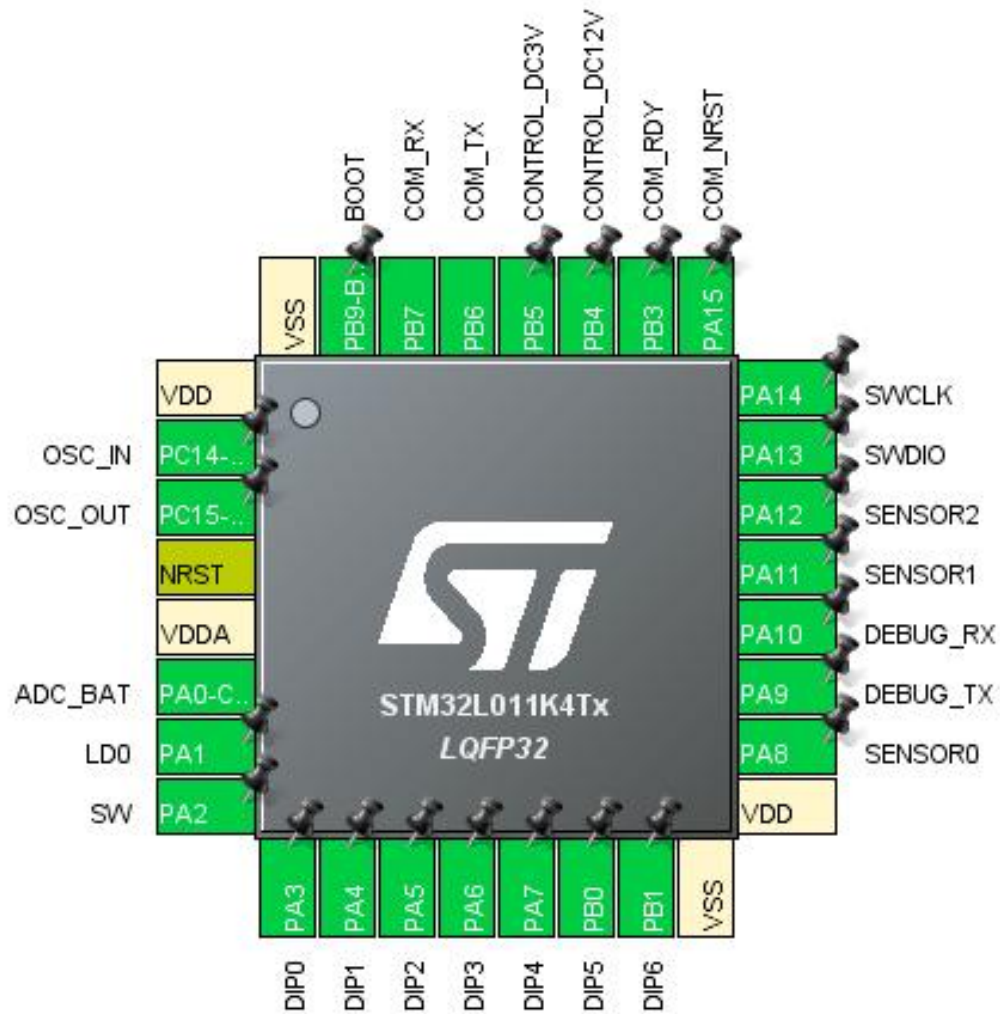 BOOT
COM_RX
COM_TX
CONTROL_DC3V
CONTROL_DC12V
COM_RDY
COM_NRST
VSS
PB9-B..
PB7
PB6
PB5
PB4
PB3
PA15
VDD
OSC_IN PC14-..
OSC_OUT PC15-..
NRST
VDDA
ADC_BAT PA0-C..
LD0 PA1
SW PA2
PA14 SWCLK
PA13 SWDIO
PA12 SENSOR2
PA11 SENSOR1
PA10 DEBUG_RX
PA9 DEBUG_TX
PA8 SENSOR0
VDD
ST
STM32L011K4Tx
LQFP32
PA3
PA4
PA5
PA6
PA7
PB0
PB1
VSS
DIP0
DIP1
DIP2
DIP3
DIP4
DIP5
DIP6